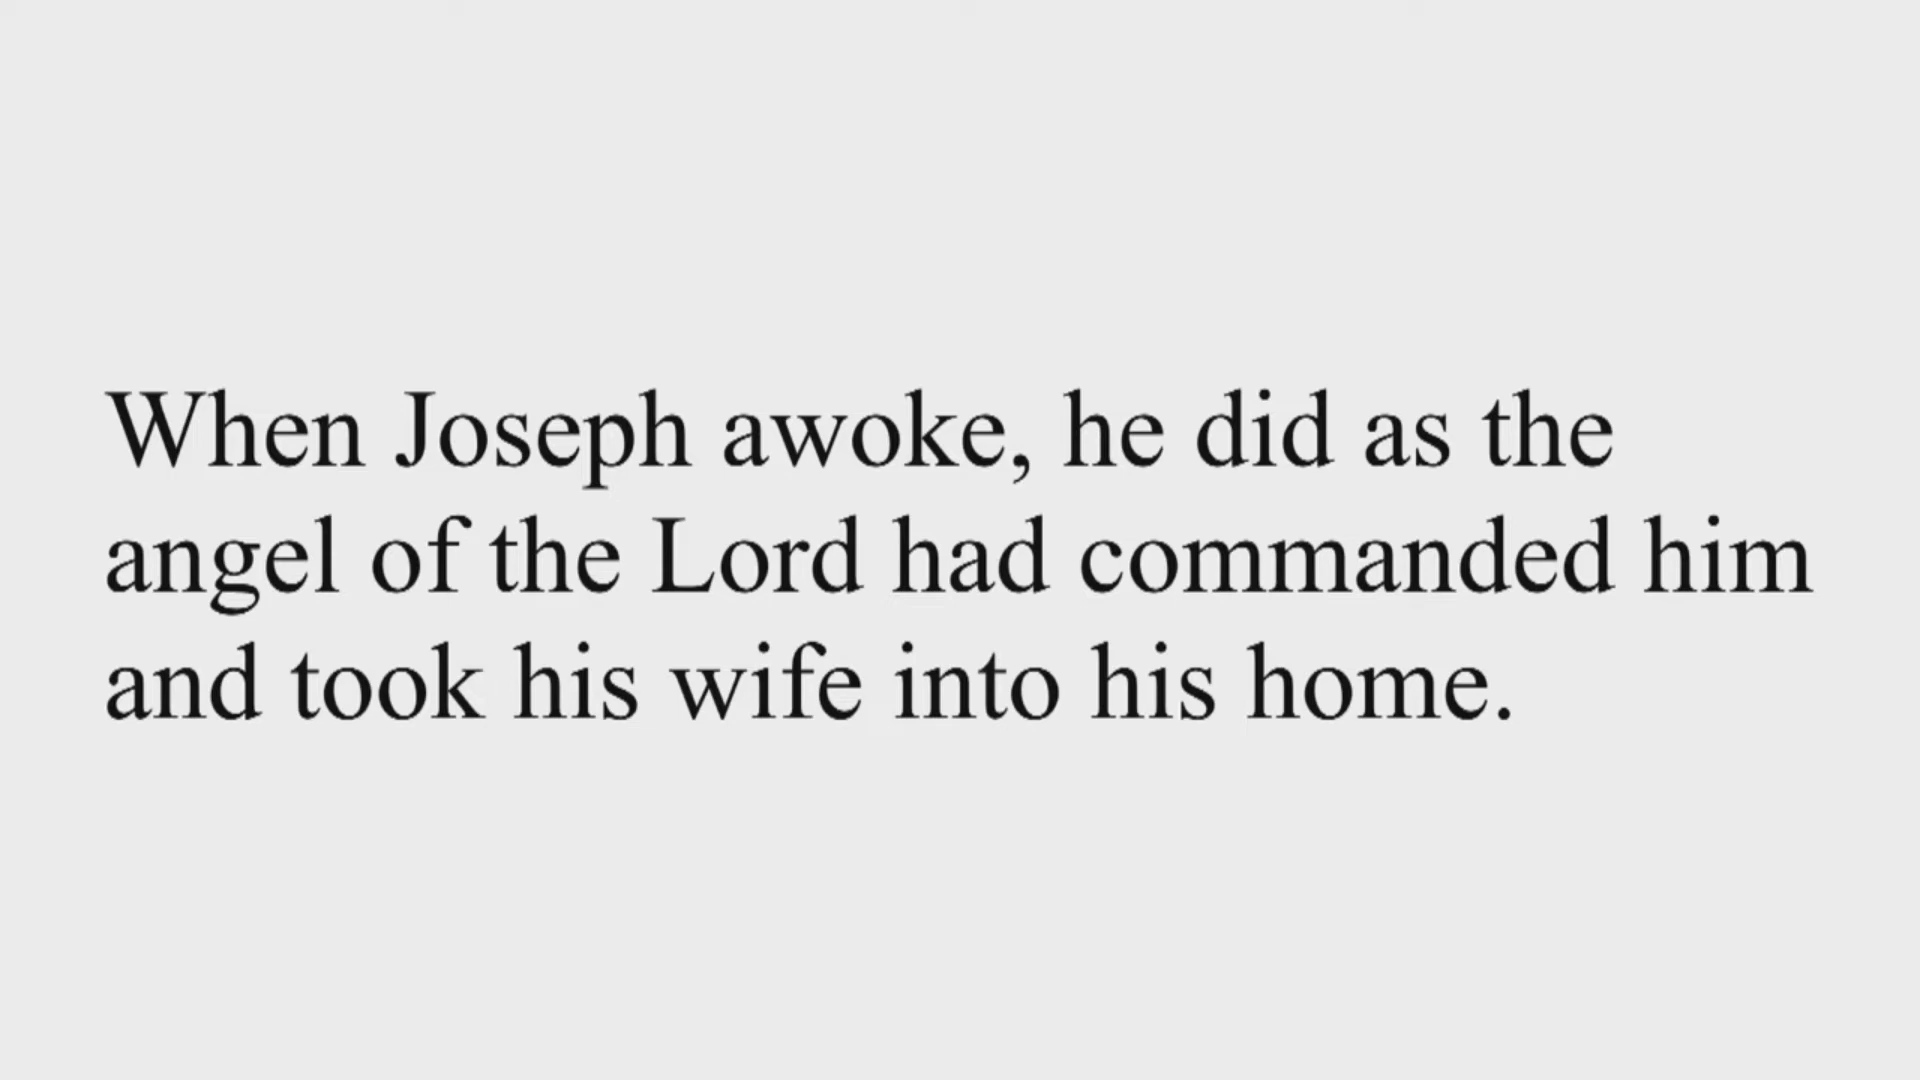 When Joseph awoke, he did as the
angel of the Lord had commanded him
and took his wife into his home.